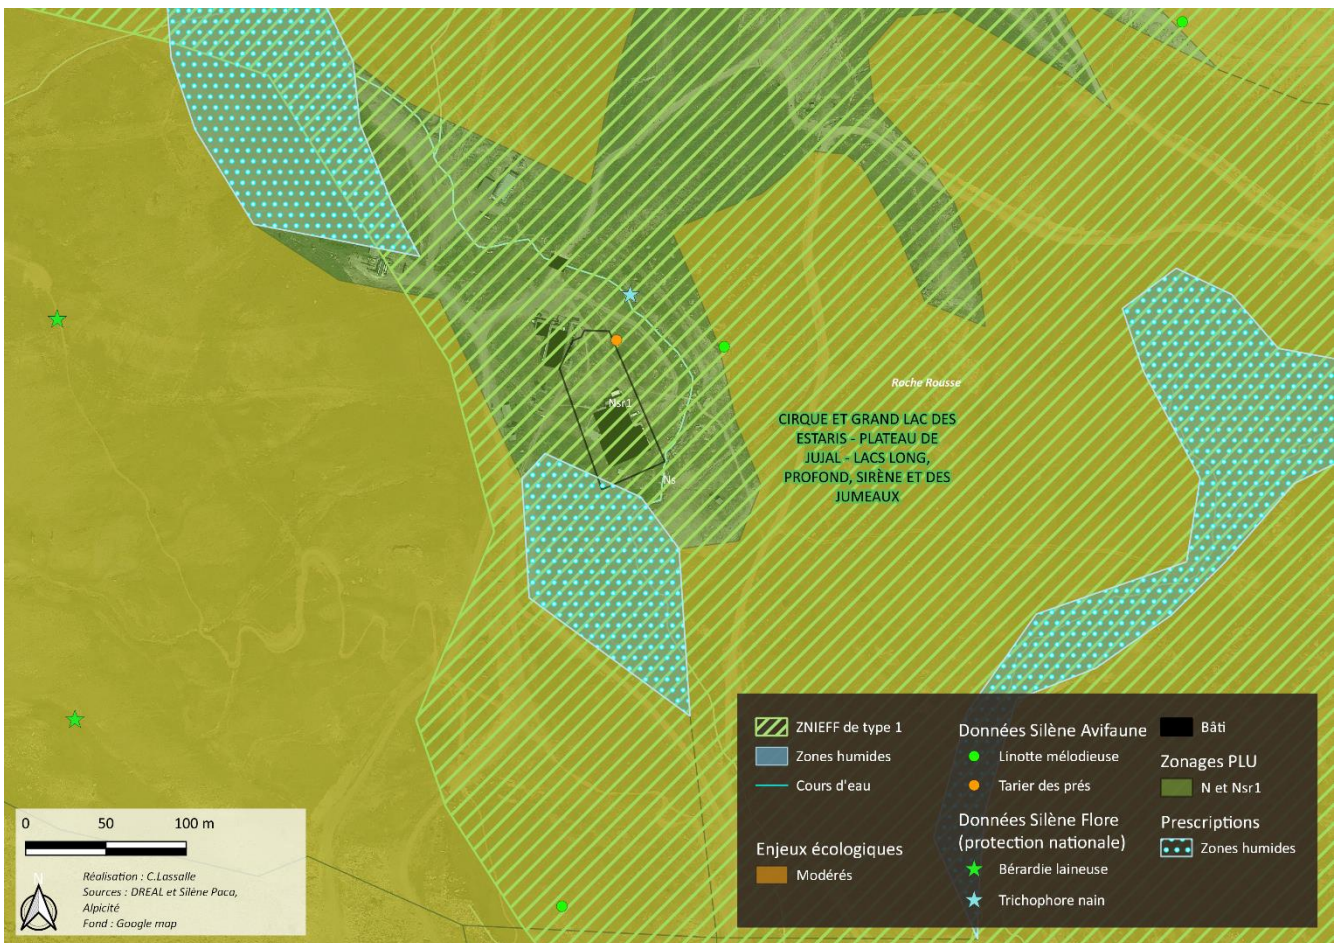 Roche Rousse
Nsr1
CIRQUE ET GRAND LAC DES
ESTARIS - PLATEAU DE
JUJAL - LACS LONG,
PROFOND, SIRÈNE ET DES
JUMEAUX
Ns
ZNIEFF de type 1
Zones humides
Cours d'eau
Enjeux écologiques
Modérés
Données Silène Avifaune
Linotte mélodieuse
Tarier des prés
Données Silène Flore
(protection nationale)
Bérardie laineuse
Trichophore nain
Bâti
Zonages PLU
N et Nsr1
Prescriptions
Zones humides
0 50 100 m
N
Réalisation : C.Lassalle
Sources : DREAL et Silène Paca,
Alpicité
Fond : Google map